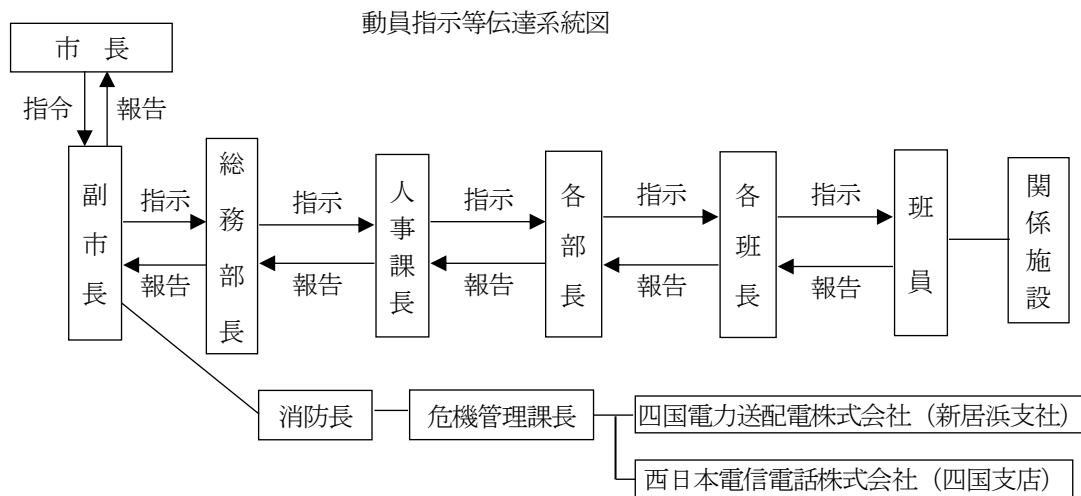 動員指示等伝達系統図
市　長
指令
報告
副市長
指示
報告
総務部長
指示
報告
人事課長
指示
報告
各部長
指示
報告
各班長
指示
報告
班員
関係施設
消防長
危機管理課長
四国電力送配電株式会社（新居浜支社）
西日本電信電話株式会社（四国支店）